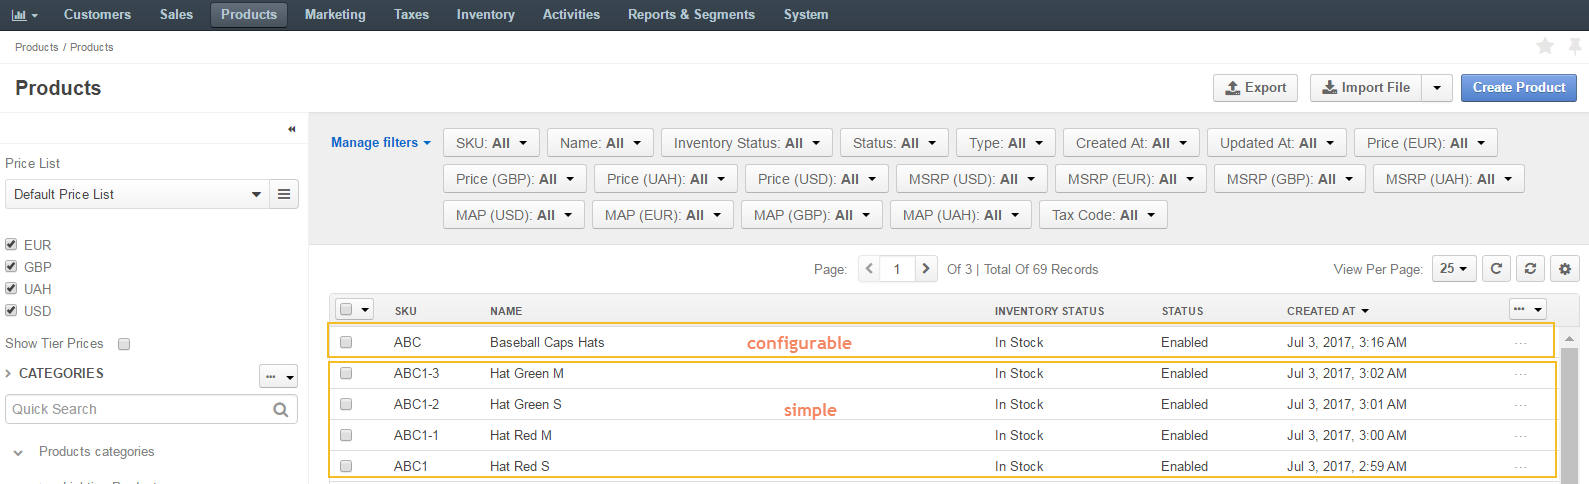 Customers Sales Products Marketing Taxes Inventory Activities Reports & Segments System
Products / Products
Products
Export Import File Create Product
Price List
Default Price List
EUR
GBP
UAH
USD
Show Tier Prices
CATEGORIES
Quick Search
Products categories
Manage filters SKU: All Name: All Inventory Status: All Status: All Type: All Created At: All Updated At: All Price (EUR): All
Price (GBP): All Price (UAH): All Price (USD): All MSRP (USD): All MSRP (EUR): All MSRP (GBP): All MSRP (UAH): All
MAP (USD): All MAP (EUR): All MAP (GBP): All MAP (UAH): All Tax Code: All
Page: 1 Of 3 | Total Of 69 Records View Per Page: 25
SKU NAME INVENTORY STATUS STATUS CREATED AT
ABC Baseball Caps Hats configurable In Stock Enabled Jul 3, 2017, 3:16 AM
ABC1-3 Hat Green M In Stock Enabled Jul 3, 2017, 3:02 AM
ABC1-2 Hat Green S simple In Stock Enabled Jul 3, 2017, 3:01 AM
ABC1-1 Hat Red M In Stock Enabled Jul 3, 2017, 3:00 AM
ABC1 Hat Red S In Stock Enabled Jul 3, 2017, 2:59 AM